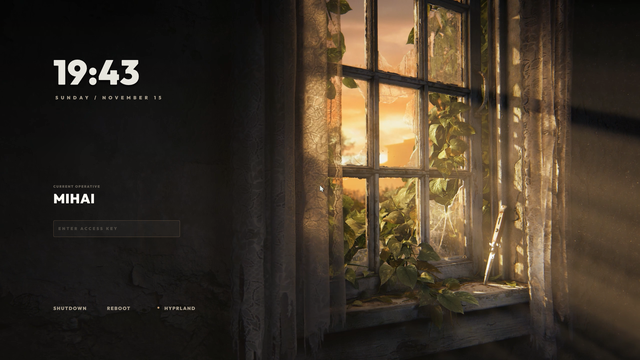 19:43
SUNDAY / NOVEMBER 15
CURRENT OPERATIVE
MIHAI
ENTER ACCESS KEY
SHUTDOWN REBOOT HYPRLAND